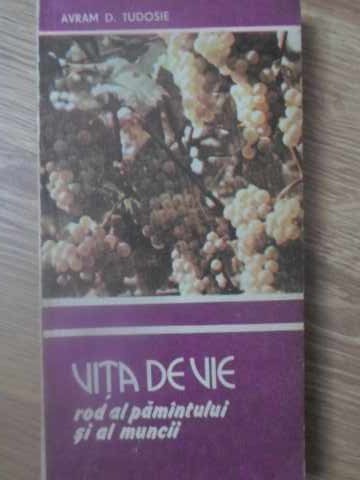 AVRAM D. TUDOSIE
VIȚA DE VIE
rod al pămîntului
și al muncii